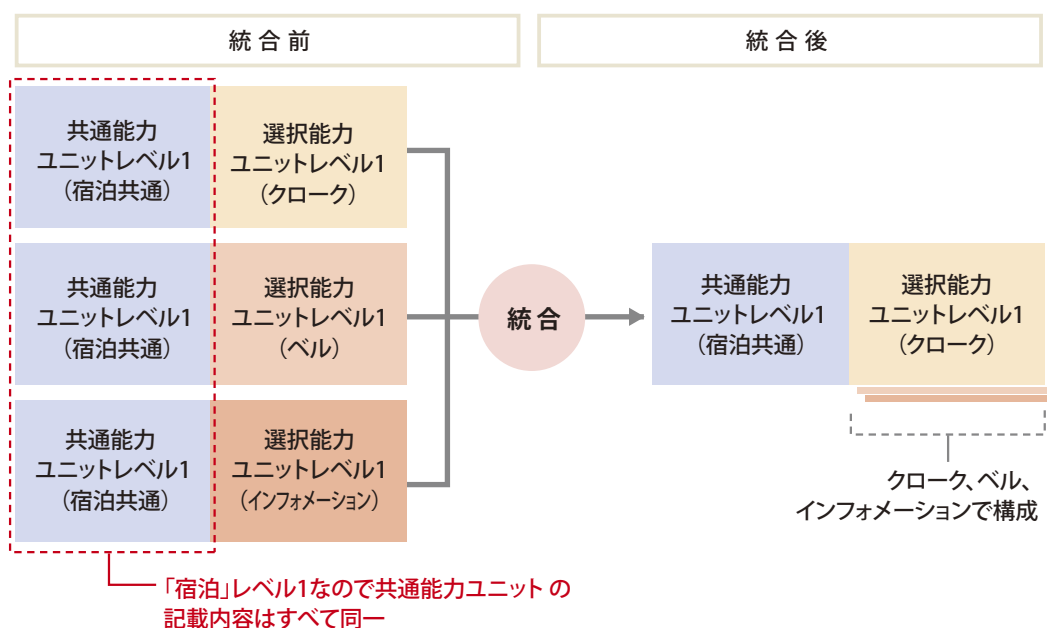 統合前
統合後
共通能力
ユニットレベル1
（宿泊共通）
選択能力
ユニットレベル1
（クローク）
共通能力
ユニットレベル1
（宿泊共通）
選択能力
ユニットレベル1
（ベル）
共通能力
ユニットレベル1
（宿泊共通）
選択能力
ユニットレベル1
（インフォメーション）
統合
共通能力
ユニットレベル1
（宿泊共通）
選択能力
ユニットレベル1
（クローク）
クローク、ベル、
インフォメーションで構成
「宿泊」レベル1なので共通能力ユニット の
記載内容はすべて同一